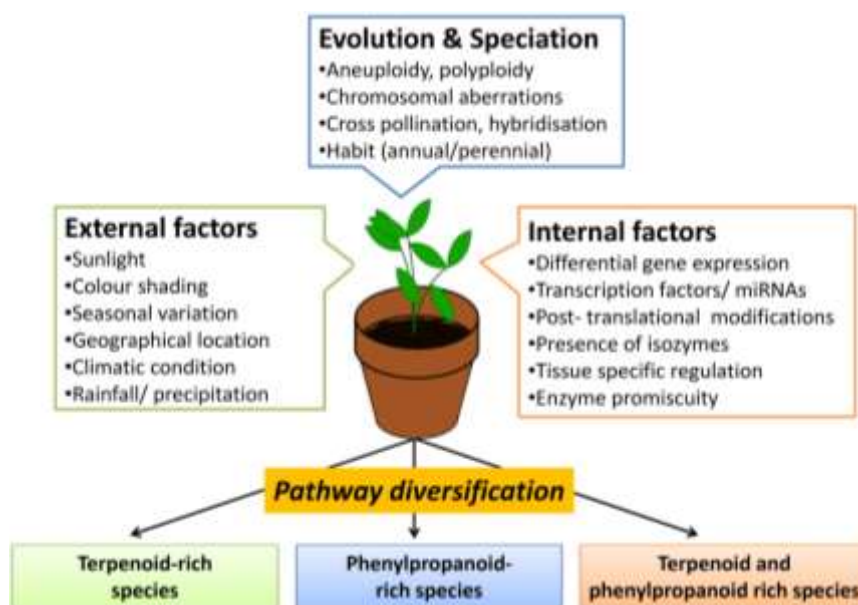 Evolution & Speciation
•Aneuploidy, polyploidy
•Chromosomal aberrations
•Cross pollination, hybridisation
•Habit (annual/perennial)
External factors
•Sunlight
•Colour shading
•Seasonal variation
•Geographical location
•Climatic condition
•Rainfall/ precipitation
Internal factors
•Differential gene expression
•Transcription factors/ miRNAs
•Post- translational modifications
•Presence of isozymes
•Tissue specific regulation
•Enzyme promiscuity
Pathway diversification
Terpenoid-rich
species
Phenylpropanoid-
rich species
Terpenoid and
phenylpropanoid rich species